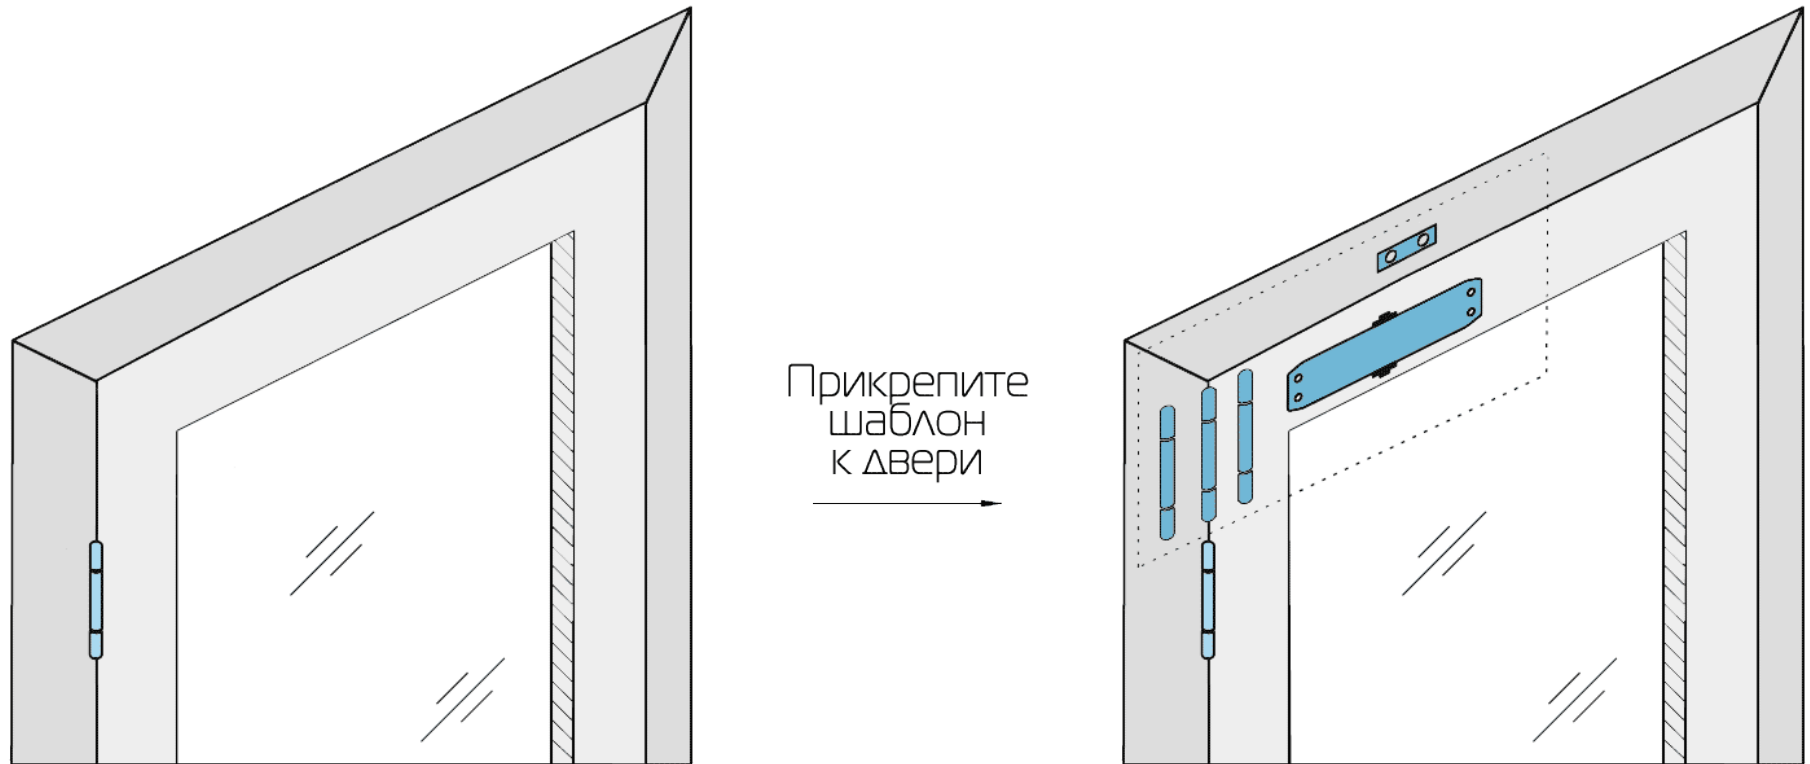 Прикрепите
шаблон
к двери